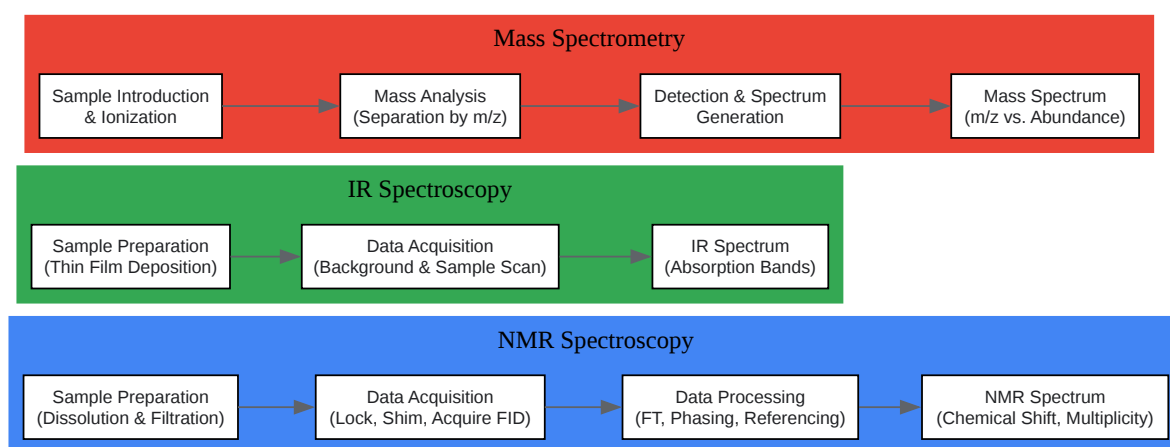 Mass Spectrometry
Sample Introduction
& Ionization
Mass Analysis
(Separation by m/z)
Detection & Spectrum
Generation
Mass Spectrum
(m/z vs. Abundance)
IR Spectroscopy
Sample Preparation
(Thin Film Deposition)
Data Acquisition
(Background & Sample Scan)
IR Spectrum
(Absorption Bands)
NMR Spectroscopy
Sample Preparation
(Dissolution & Filtration)
Data Acquisition
(Lock, Shim, Acquire FID)
Data Processing
(FT, Phasing, Referencing)
NMR Spectrum
(Chemical Shift, Multiplicity)